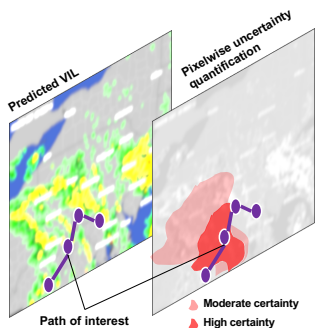 Predicted VIL
Pixelwise uncertainty
quantification
Moderate certainty
High certainty
Path of interest